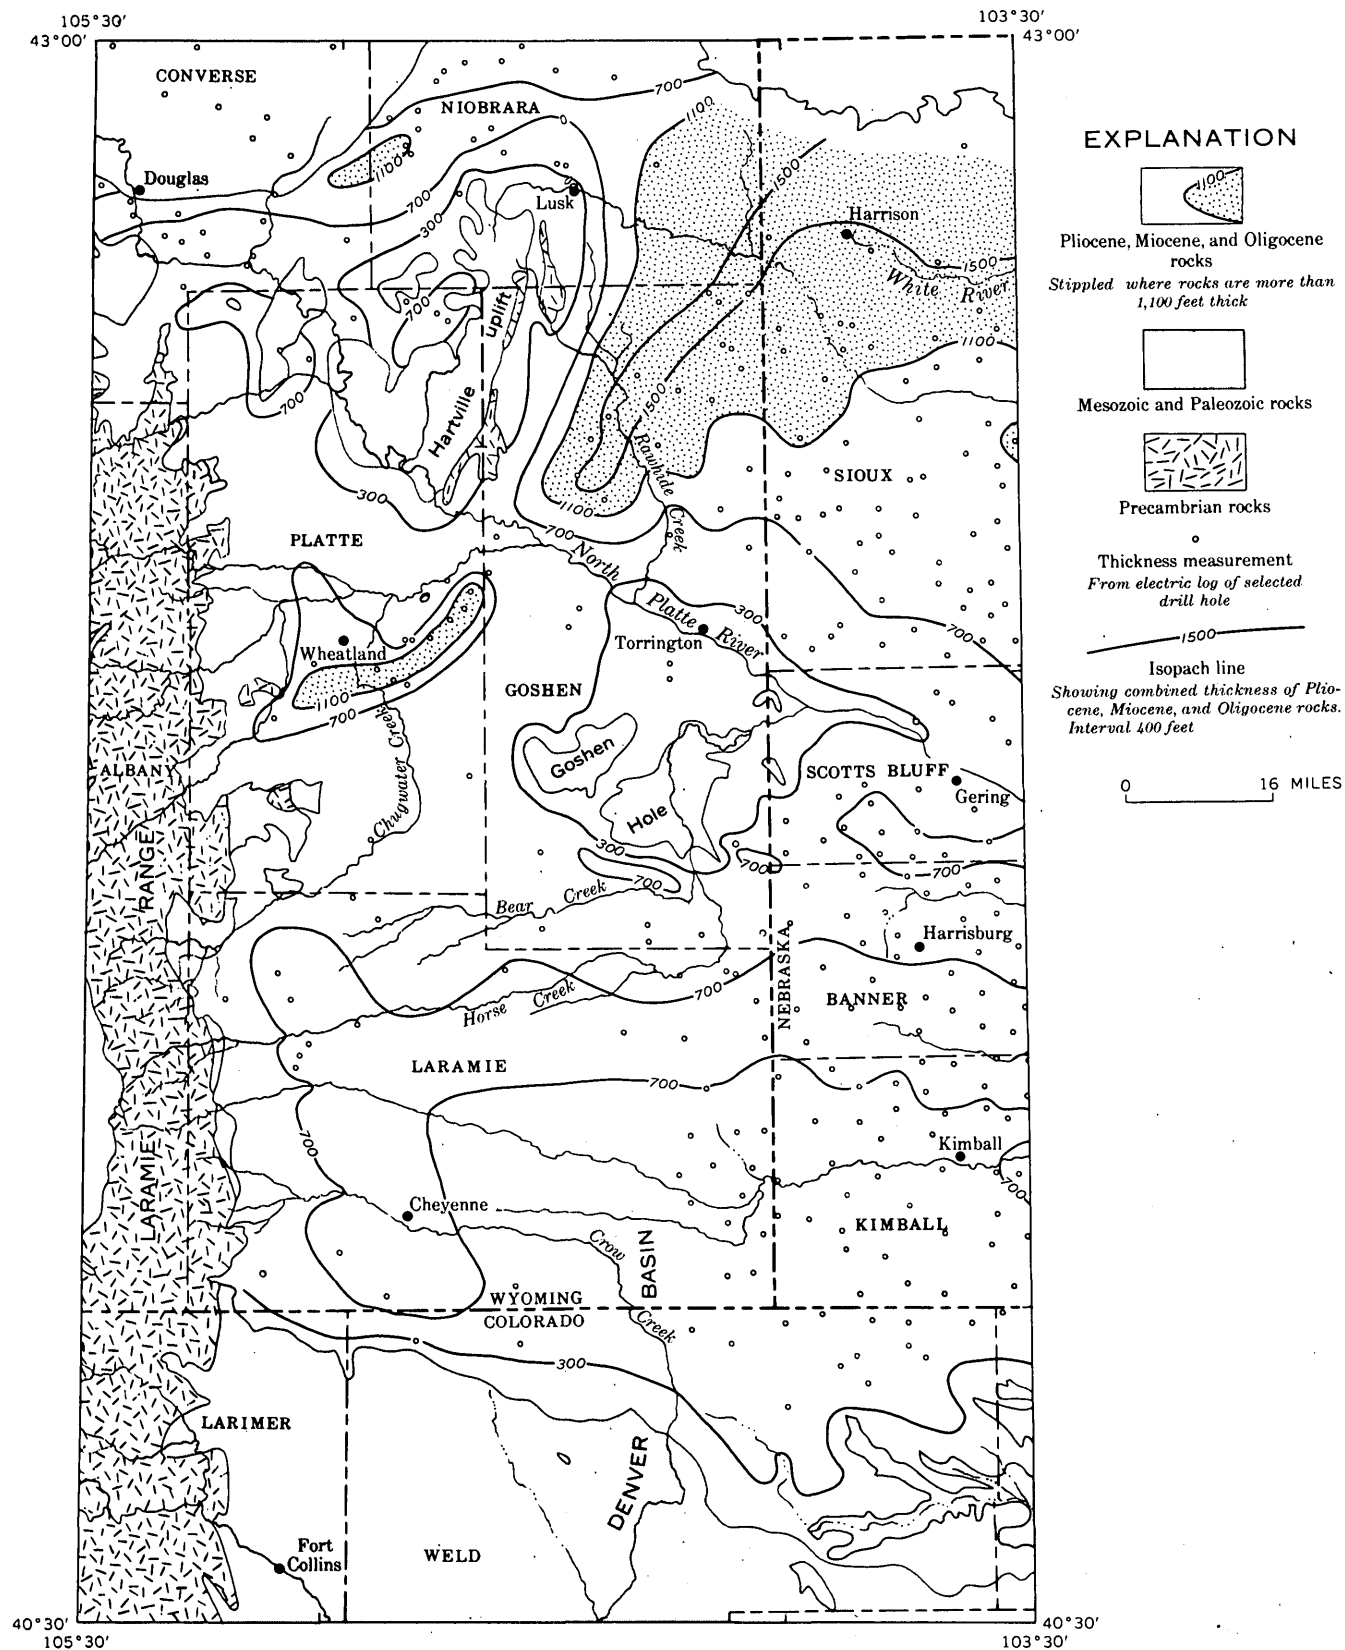 105°30′
103°30′
43°00′
43°00′
CONVERSE
NIOBRARA
700
1100
0
1100
1500
Douglas
Lusk
Harrison
700
300
1500
White River
700
uplift
1100
Hartville
1500
700
Rawhide Creek
SIOUX
300
1100
700
PLATTE
North Platte River
300
Torrington
700
Wheatland
GOSHEN
1100
700
Goshen
Hole
ALBANY
Chugwater Creek
SCOTTS BLUFF
Gering
300
700
700
700
Bear Creek
Harrisburg
NEBRASKA
BANNER
700
Horse Creek
LARAMIE
700
700
Kimball
700
Cheyenne
KIMBALL
Crow Creek
LARAMIE RANGE
WYOMING
COLORADO
300
LARIMER
DENVER BASIN
Fort
Collins
WELD
40°30′
105°30′
40°30′
103°30′
EXPLANATION
1100
Pliocene, Miocene, and Oligocene
rocks
Stippled where rocks are more than
1,100 feet thick
Mesozoic and Paleozoic rocks
Precambrian rocks
Thickness measurement
From electric log of selected
drill hole
1500
Isopach line
Showing combined thickness of Plio-
cene, Miocene, and Oligocene rocks.
Interval 400 feet
0 16 MILES